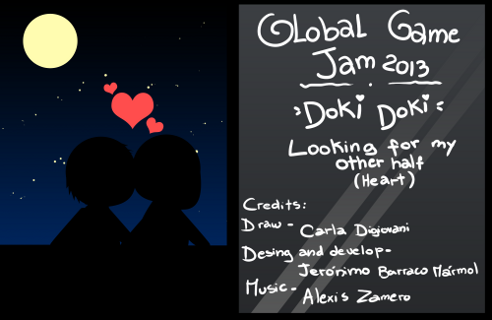 Global Game
Jam 2013
Doki Doki
Looking for my
other half
(Heart)
Credits:
Draw - Carla Diojovani
Desing and develop-
Jerónimo Barraco Mármol
Music - Alexis Zamero